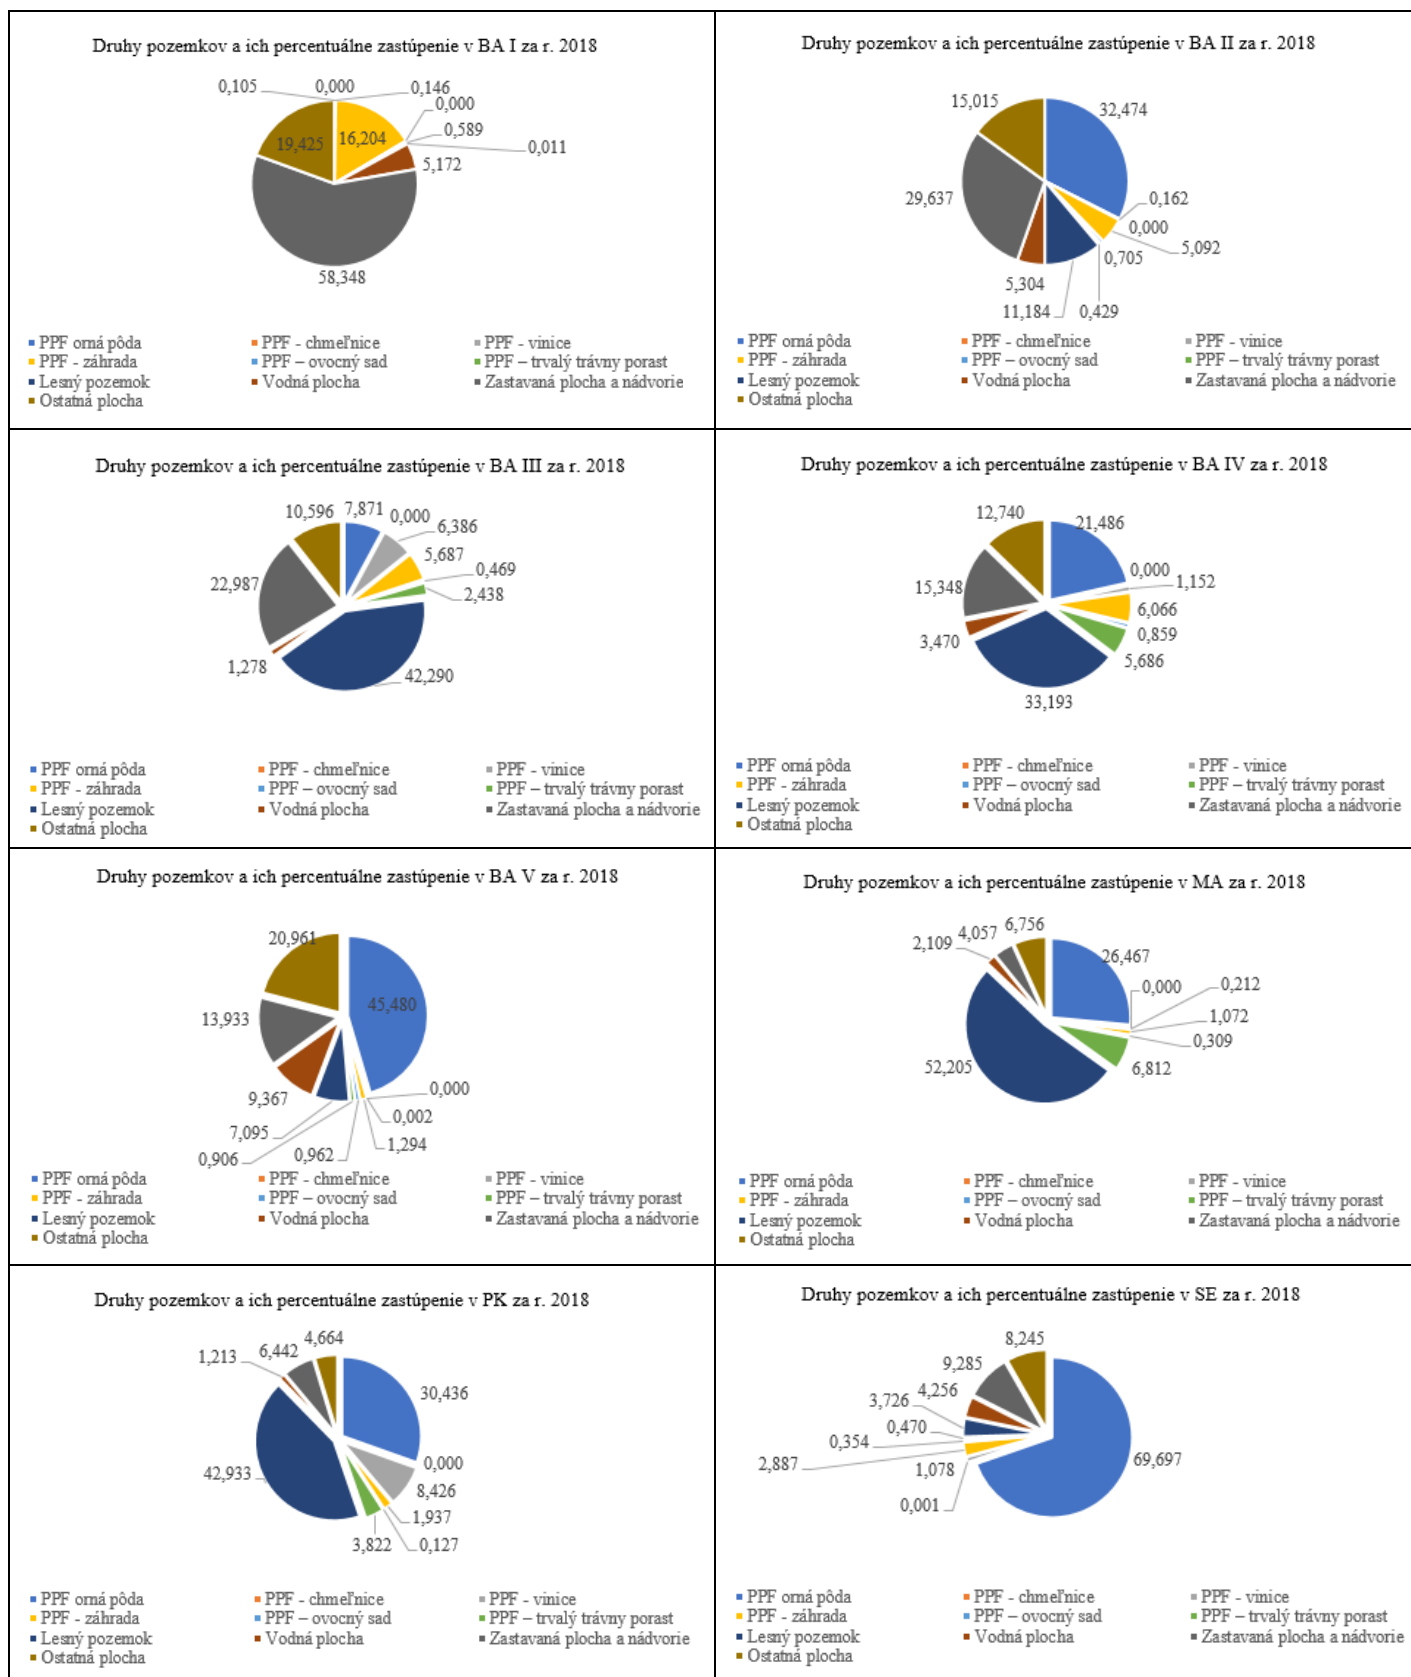 Druhy pozemkov a ich percentuálne zastúpenie v BA I za r. 2018
0,105 0,000 0,146
0,000
0,589
0,011
19,425 16,204
5,172
58,348
PPF orná pôda PPF - chmeľnice PPF - vinice
PPF - záhrada PPF – ovocný sad PPF – trvalý trávny porast
Lesný pozemok Vodná plocha Zastavaná plocha a nádvorie
Ostatná plocha
Druhy pozemkov a ich percentuálne zastúpenie v BA II za r. 2018
15,015 32,474
29,637 0,162
0,000
5,092
0,705
5,304
11,184 0,429
PPF orná pôda PPF - chmeľnice PPF - vinice
PPF - záhrada PPF – ovocný sad PPF – trvalý trávny porast
Lesný pozemok Vodná plocha Zastavaná plocha a nádvorie
Ostatná plocha
Druhy pozemkov a ich percentuálne zastúpenie v BA III za r. 2018
10,596 7,871 0,000
6,386
5,687
0,469
22,987 2,438
1,278 42,290
PPF orná pôda PPF - chmeľnice PPF - vinice
PPF - záhrada PPF – ovocný sad PPF – trvalý trávny porast
Lesný pozemok Vodná plocha Zastavaná plocha a nádvorie
Ostatná plocha
Druhy pozemkov a ich percentuálne zastúpenie v BA IV za r. 2018
12,740 21,486
0,000
15,348 1,152
6,066
3,470 0,859
5,686
33,193
PPF orná pôda PPF - chmeľnice PPF - vinice
PPF - záhrada PPF – ovocný sad PPF – trvalý trávny porast
Lesný pozemok Vodná plocha Zastavaná plocha a nádvorie
Ostatná plocha
Druhy pozemkov a ich percentuálne zastúpenie v BA V za r. 2018
20,961
45,480
13,933
9,367 0,000
0,002
7,095 1,294
0,906 0,962
PPF orná pôda PPF - chmeľnice PPF - vinice
PPF - záhrada PPF – ovocný sad PPF – trvalý trávny porast
Lesný pozemok Vodná plocha Zastavaná plocha a nádvorie
Ostatná plocha
Druhy pozemkov a ich percentuálne zastúpenie v MA za r. 2018
2,109 4,057 6,756
26,467
0,000 0,212
1,072
0,309
52,205 6,812
PPF orná pôda PPF - chmeľnice PPF - vinice
PPF - záhrada PPF – ovocný sad PPF – trvalý trávny porast
Lesný pozemok Vodná plocha Zastavaná plocha a nádvorie
Ostatná plocha
Druhy pozemkov a ich percentuálne zastúpenie v PK za r. 2018
1,213 6,442 4,664
30,436
0,000
42,933 8,426
1,937
3,822 0,127
PPF orná pôda PPF - chmeľnice PPF - vinice
PPF - záhrada PPF – ovocný sad PPF – trvalý trávny porast
Lesný pozemok Vodná plocha Zastavaná plocha a nádvorie
Ostatná plocha
Druhy pozemkov a ich percentuálne zastúpenie v SE za r. 2018
8,245
9,285
4,256
3,726
0,470
0,354
2,887 69,697
1,078
0,001
PPF orná pôda PPF - chmeľnice PPF - vinice
PPF - záhrada PPF – ovocný sad PPF – trvalý trávny porast
Lesný pozemok Vodná plocha Zastavaná plocha a nádvorie
Ostatná plocha